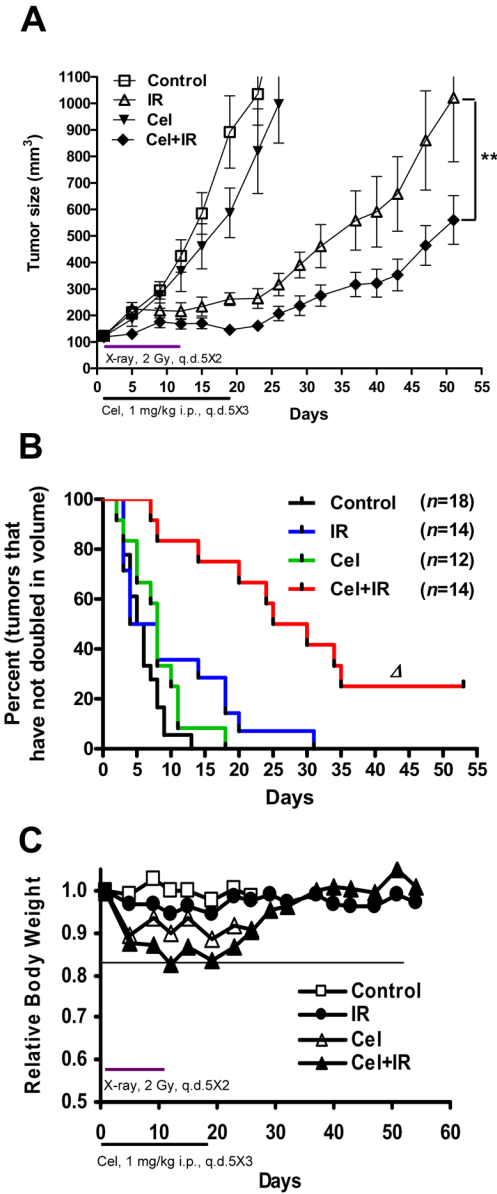 A
Control
IR
Cel
Cel+IR
1100
1000
900
800
700
600
500
400
300
200
100
0
Tumor size (mm3)
**
0 5 10 15 20 25 30 35 40 45 50 55
X-ray, 2 Gy, q.d.5X2
Days
Cel, 1 mg/kg i.p., q.d.5X3
B
Control (n=18)
IR (n=14)
Cel (n=12)
Cel+IR (n=14)
100
80
60
40
20
0
Percent (tumors that
have not doubled in volume)
Δ
0 5 10 15 20 25 30 35 40 45 50 55
Days
C
1.0
0.9
0.8
0.7
0.6
0.5
Relative Body Weight
Control
IR
Cel
Cel+IR
X-ray, 2 Gy, q.d.5X2
0 10 20 30 40 50 60
Cel, 1 mg/kg i.p., q.d.5X3
Days